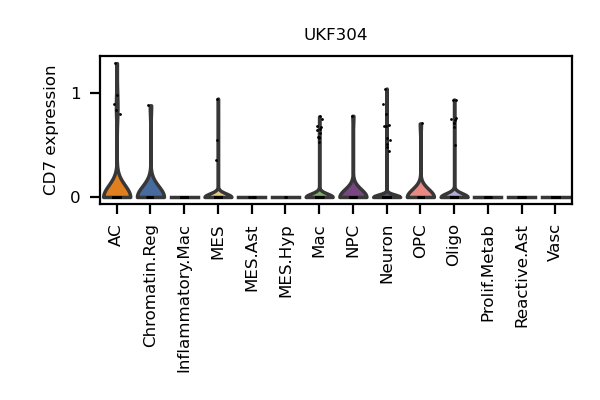 UKF304
CD7 expression
1
0
AC
Chromatin.Reg
Inflammatory.Mac
MES
MES.Ast
MES.Hyp
Mac
NPC
Neuron
OPC
Oligo
Prolif.Metab
Reactive.Ast
Vasc